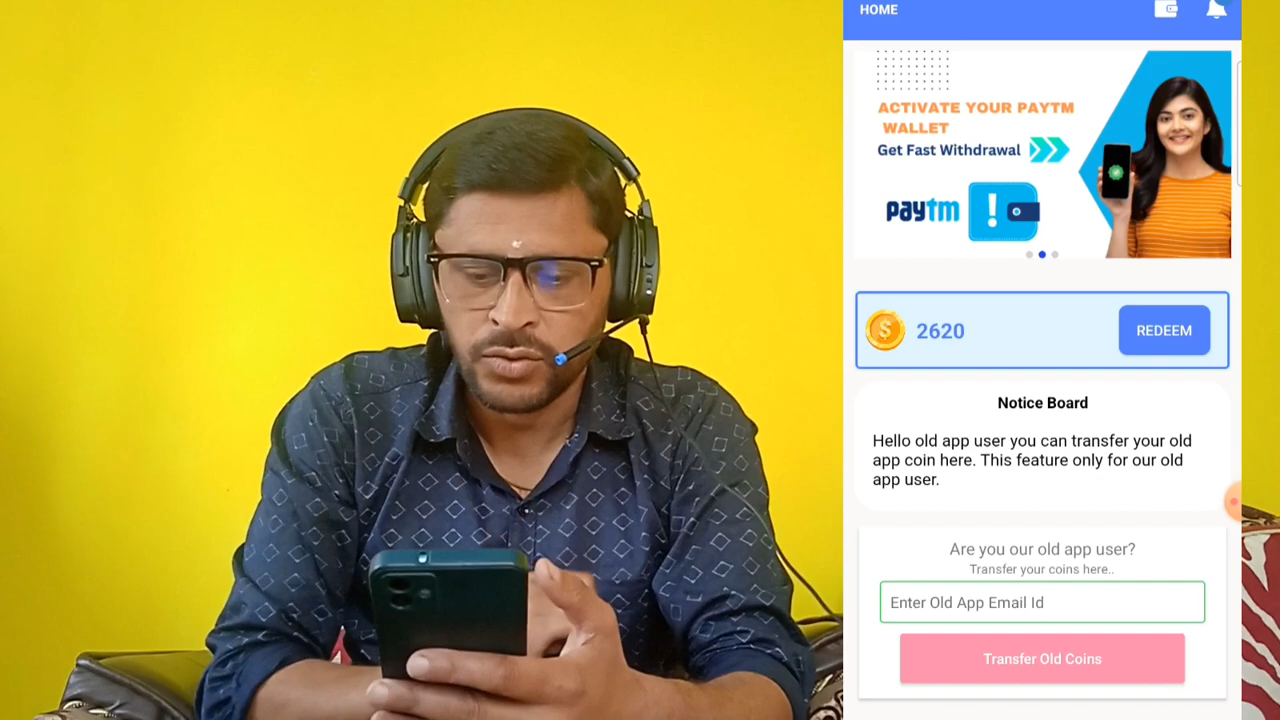 HOME
ACTIVATE YOUR PAYTM
WALLET
Get Fast Withdrawal
paytm
2620
REDEEM
Notice Board
Hello old app user you can transfer your old
app coin here. This feature only for our old
app user.
Are you our old app user?
Transfer your coins here..
Enter Old App Email Id
Transfer Old Coins